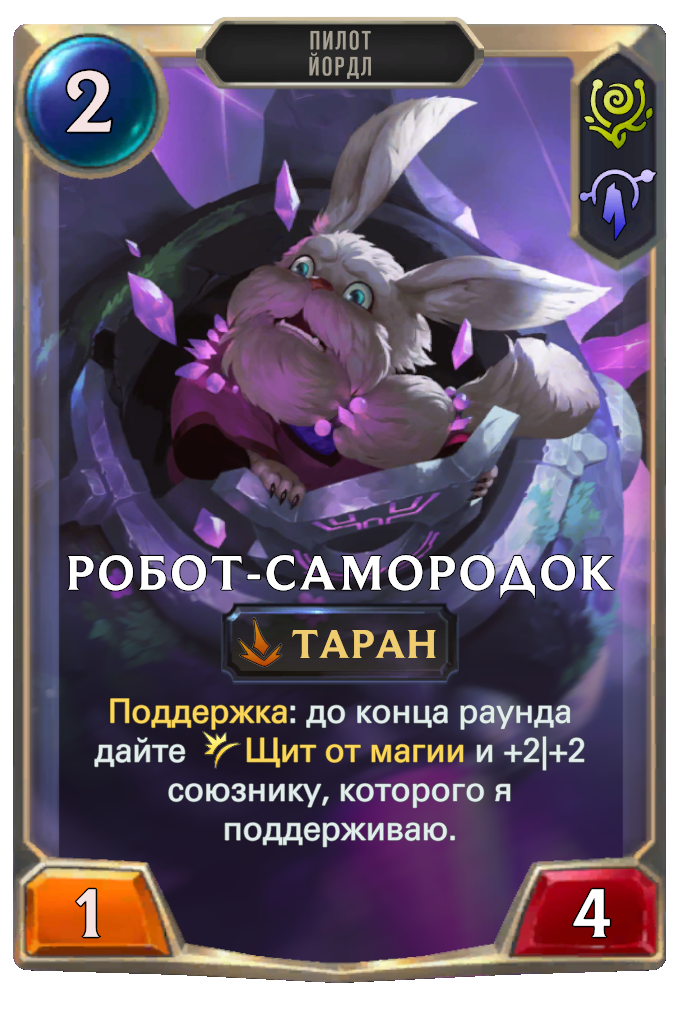 ПИЛОТ
ЙОРДЛ
2
РОБОТ-САМОРОДОК
ТАРАН
Поддержка: до конца раунда
дайте Щит от магии и +2|+2
союзнику, которого я
поддерживаю.
1
4